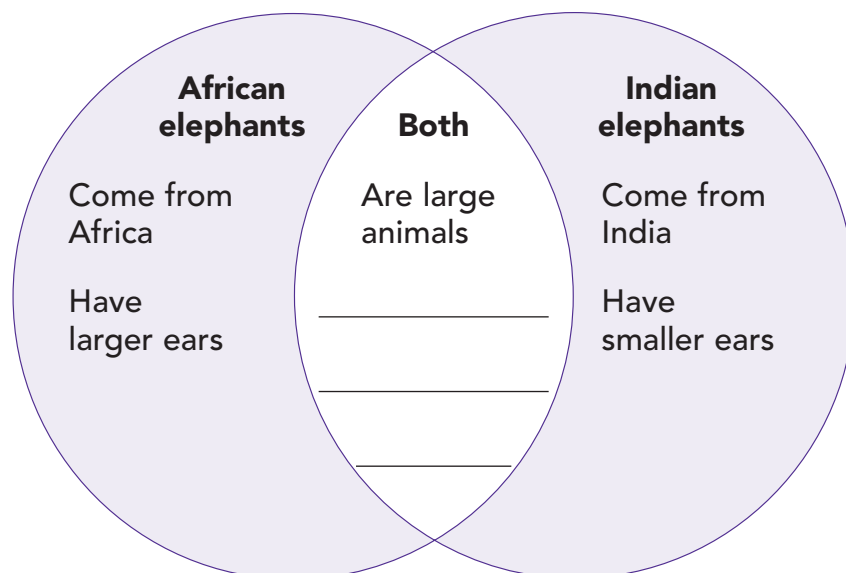 African
elephants
Come from
Africa
Have
larger ears
Both
Are large
animals
Indian
elephants
Come from
India
Have
smaller ears